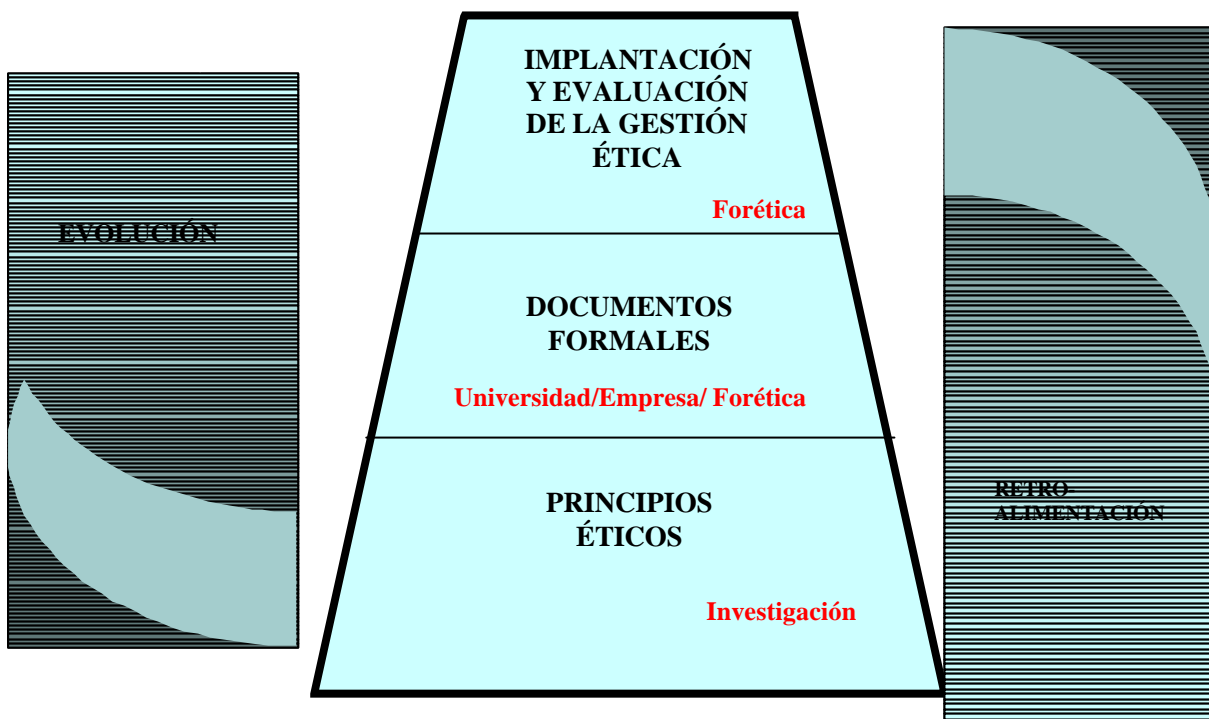 EVOLUCIÓN
IMPLANTACIÓN
Y EVALUACIÓN
DE LA GESTIÓN
ÉTICA
Forética
DOCUMENTOS
FORMALES
Universidad/Empresa/ Forética
PRINCIPIOS
ÉTICOS
Investigación
RETRO-
ALIMENTACIÓN